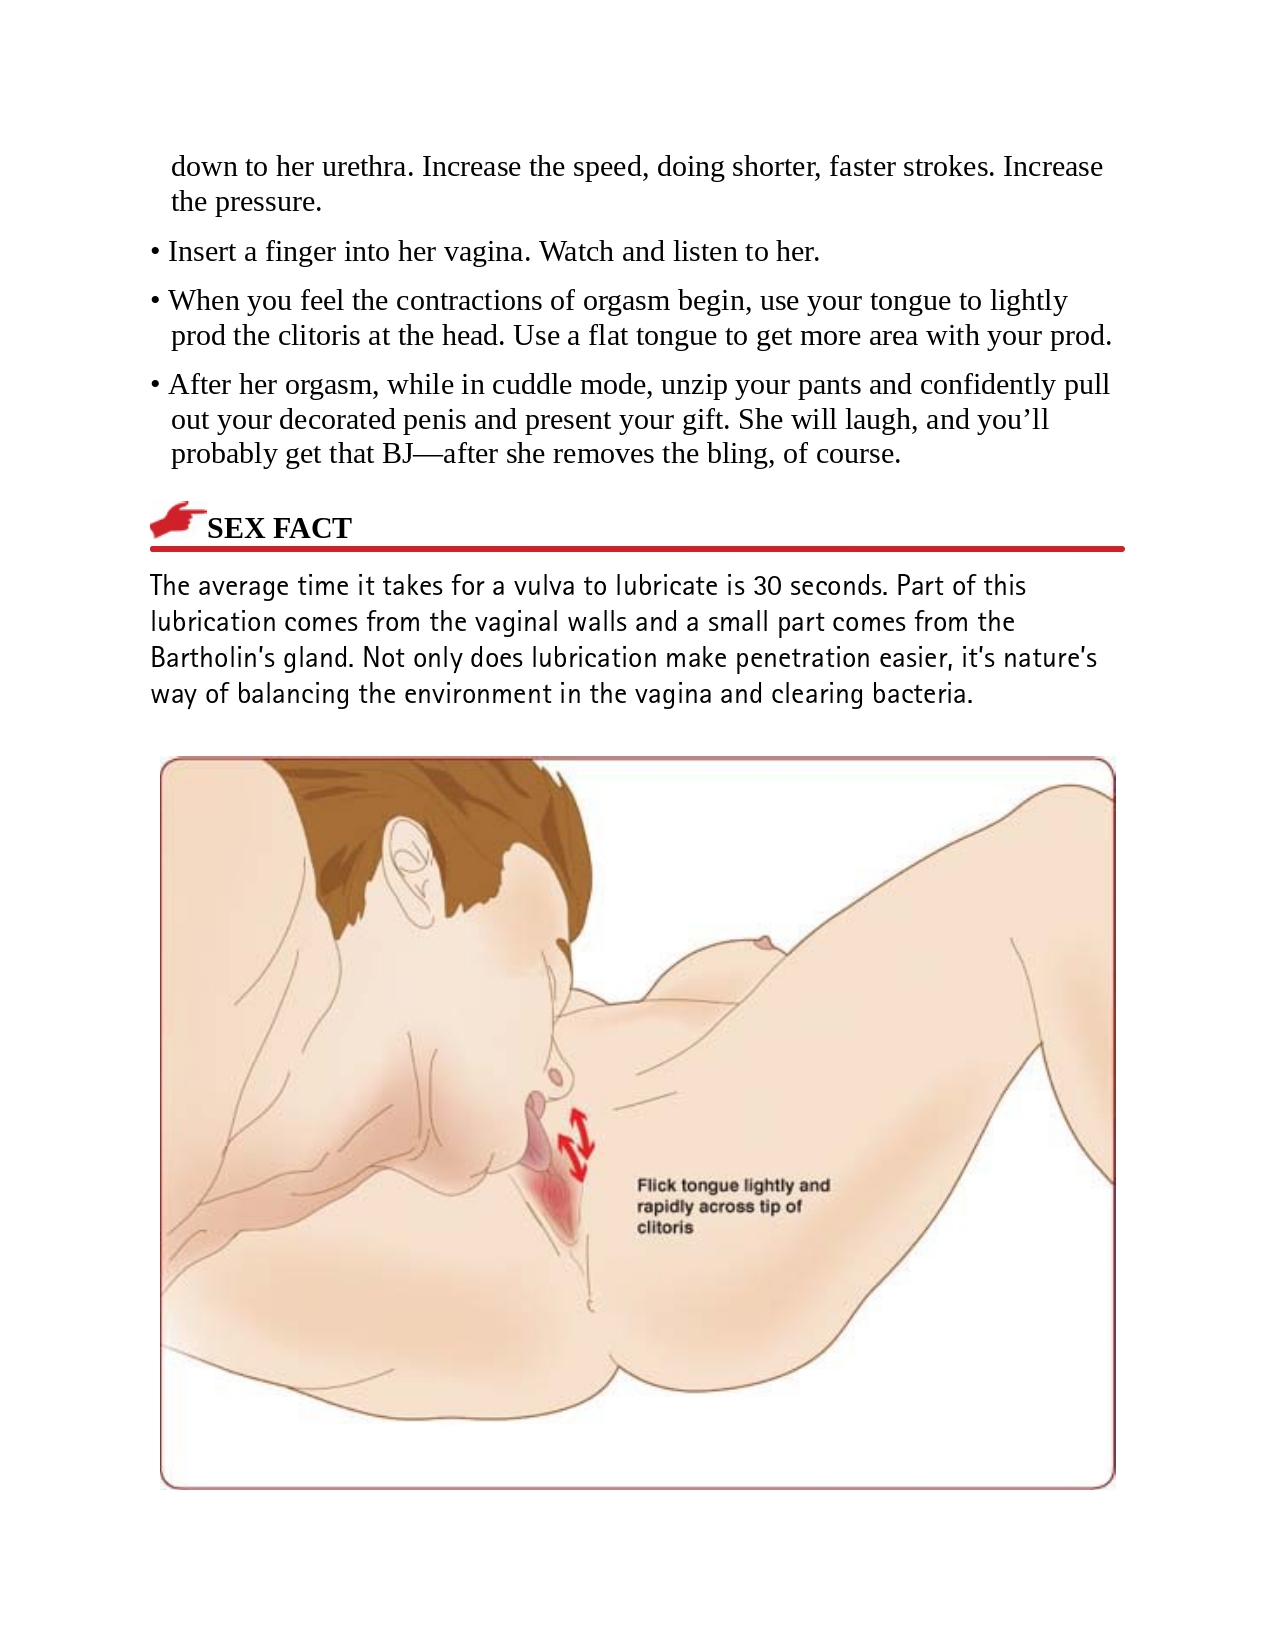 down to her urethra. Increase the speed, doing shorter, faster strokes. Increase
the pressure.
• Insert a finger into her vagina. Watch and listen to her.
• When you feel the contractions of orgasm begin, use your tongue to lightly
prod the clitoris at the head. Use a flat tongue to get more area with your prod.
• After her orgasm, while in cuddle mode, unzip your pants and confidently pull
out your decorated penis and present your gift. She will laugh, and you’ll
probably get that BJ—after she removes the bling, of course.
SEX FACT
The average time it takes for a vulva to lubricate is 30 seconds. Part of this
lubrication comes from the vaginal walls and a small part comes from the
Bartholin’s gland. Not only does lubrication make penetration easier, it’s nature’s
way of balancing the environment in the vagina and clearing bacteria.
Flick tongue lightly and
rapidly across tip of
clitoris